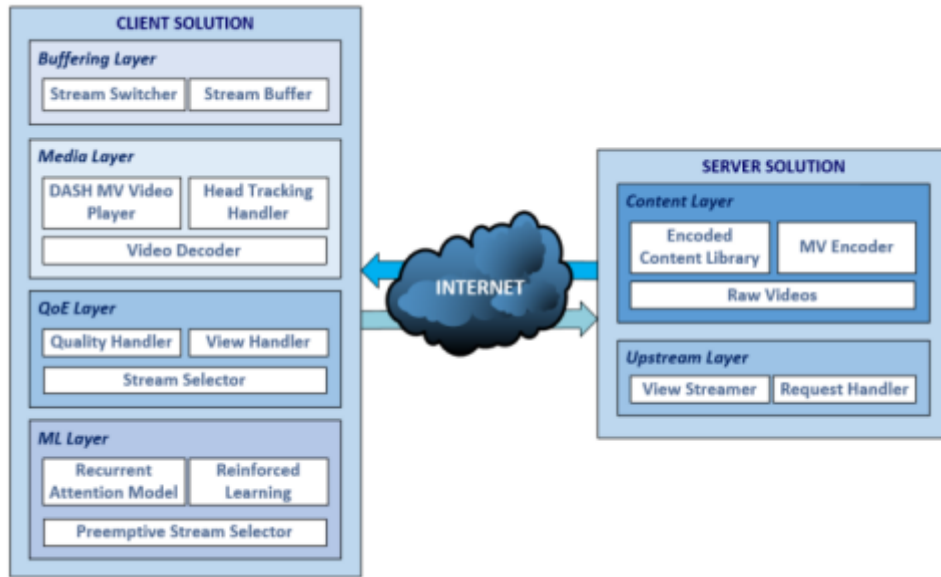 CLIENT SOLUTION
Buffering Layer
Stream Switcher
Stream Buffer
Media Layer
DASH MV Video
Player
Head Tracking
Handler
Video Decoder
QoE Layer
Quality Handler
View Handler
Stream Selector
ML Layer
Recurrent
Attention Model
Reinforced
Learning
Preemptive Stream Selector
INTERNET
SERVER SOLUTION
Content Layer
Encoded
Content Library
MV Encoder
Raw Videos
Upstream Layer
View Streamer
Request Handler